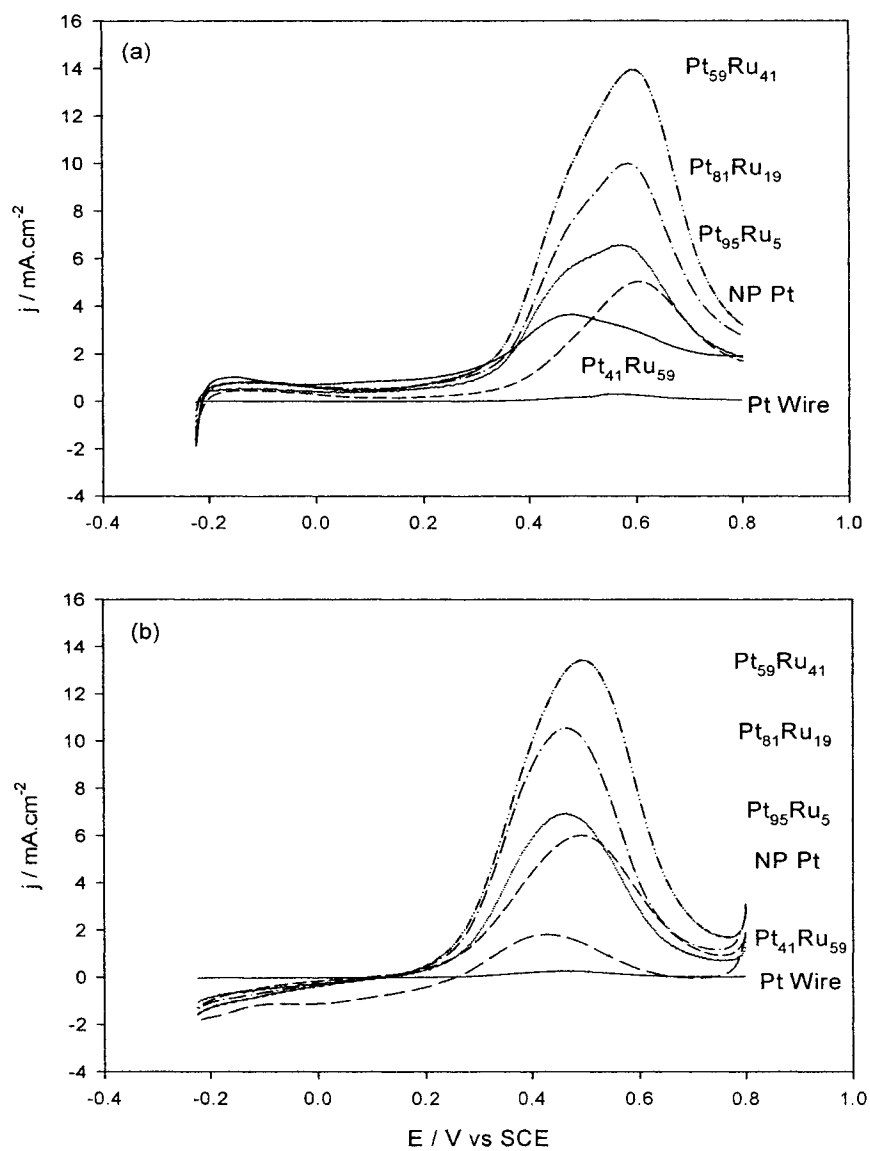 16
14
12
10
8
6
4
2
0
-2
-4
j / mA.cm⁻²
(a)
Pt₅₉Ru₄₁
Pt₈₁Ru₁₉
Pt₉₅Ru₅
NP Pt
Pt₄₁Ru₅₉
Pt Wire
-0.4 -0.2 0.0 0.2 0.4 0.6 0.8 1.0
16
14
12
10
8
6
4
2
0
-2
-4
j / mA.cm⁻²
(b)
Pt₅₉Ru₄₁
Pt₈₁Ru₁₉
Pt₉₅Ru₅
NP Pt
Pt₄₁Ru₅₉
Pt Wire
-0.4 -0.2 0.0 0.2 0.4 0.6 0.8 1.0
E / V vs SCE